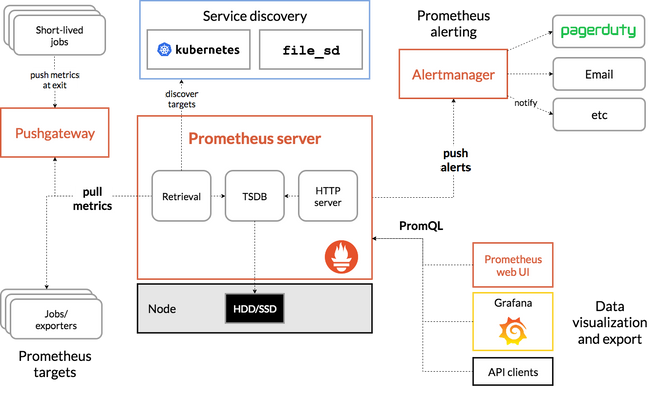 Short-lived
jobs
push metrics
at exit
Pushgateway
Service discovery
kubernetes
file_sd
discover
targets
Prometheus
alerting
Alertmanager
pagerduty
Email
notify
etc
Prometheus server
Retrieval
TSDB
HTTP
server
pull
metrics
push
alerts
PromQL
Node
HDD/SSD
Jobs/
exporters
Prometheus
targets
Prometheus
web UI
Grafana
API clients
Data
visualization
and export